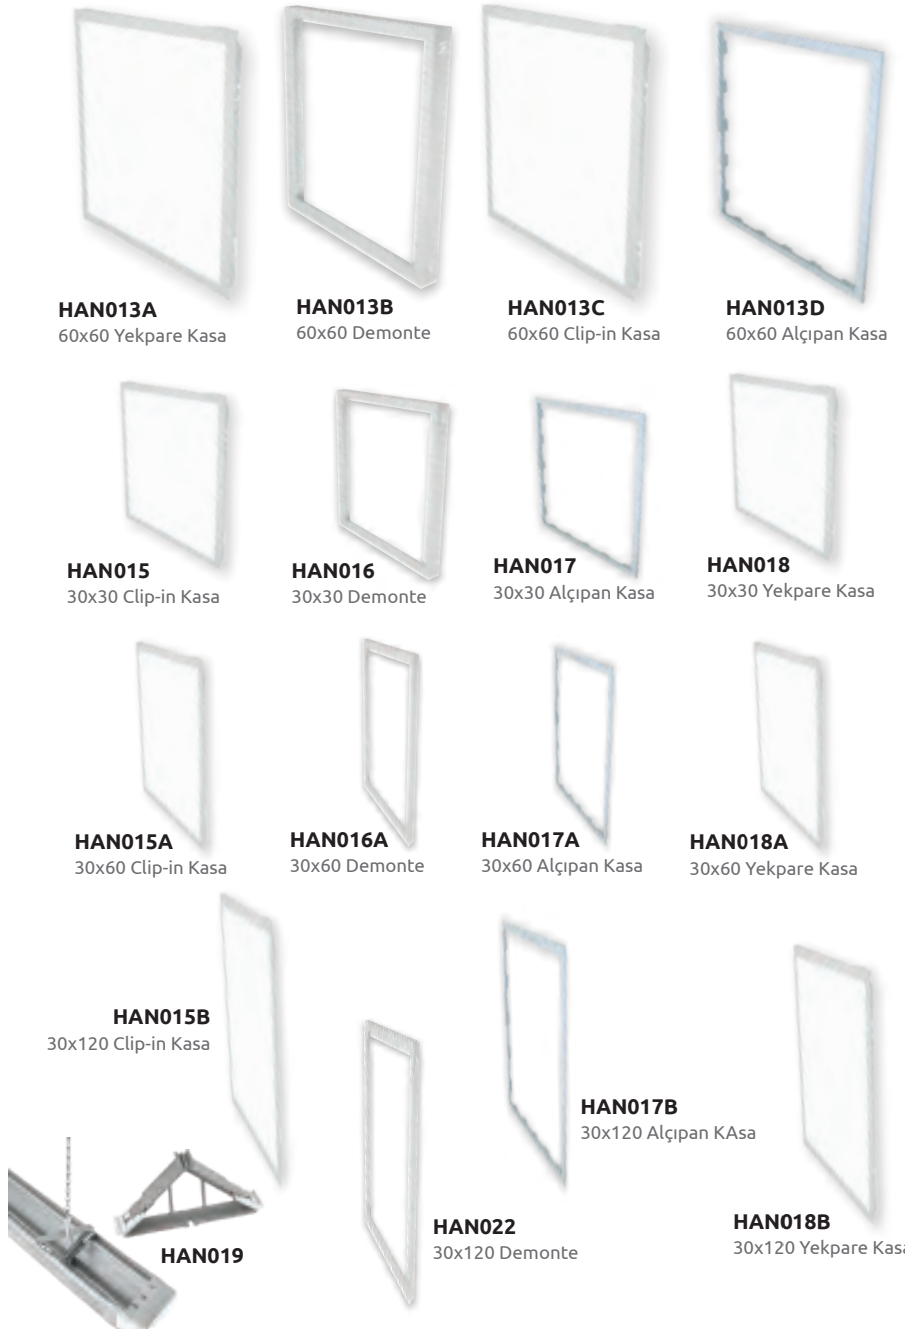 HAN013A
60x60 Yekpare Kasa
HAN013B
60x60 Demonte
HAN013C
60x60 Clip-in Kasa
HAN013D
60x60 Alçıpan Kasa
HAN015
30x30 Clip-in Kasa
HAN016
30x30 Demonte
HAN017
30x30 Alçıpan Kasa
HAN018
30x30 Yekpare Kasa
HAN015A
30x60 Clip-in Kasa
HAN016A
30x60 Demonte
HAN017A
30x60 Alçıpan Kasa
HAN018A
30x60 Yekpare Kasa
HAN015B
30x120 Clip-in Kasa
HAN017B
30x120 Alçıpan KAsa
HAN019
HAN022
30x120 Demonte
HAN018B
30x120 Yekpare Kasa